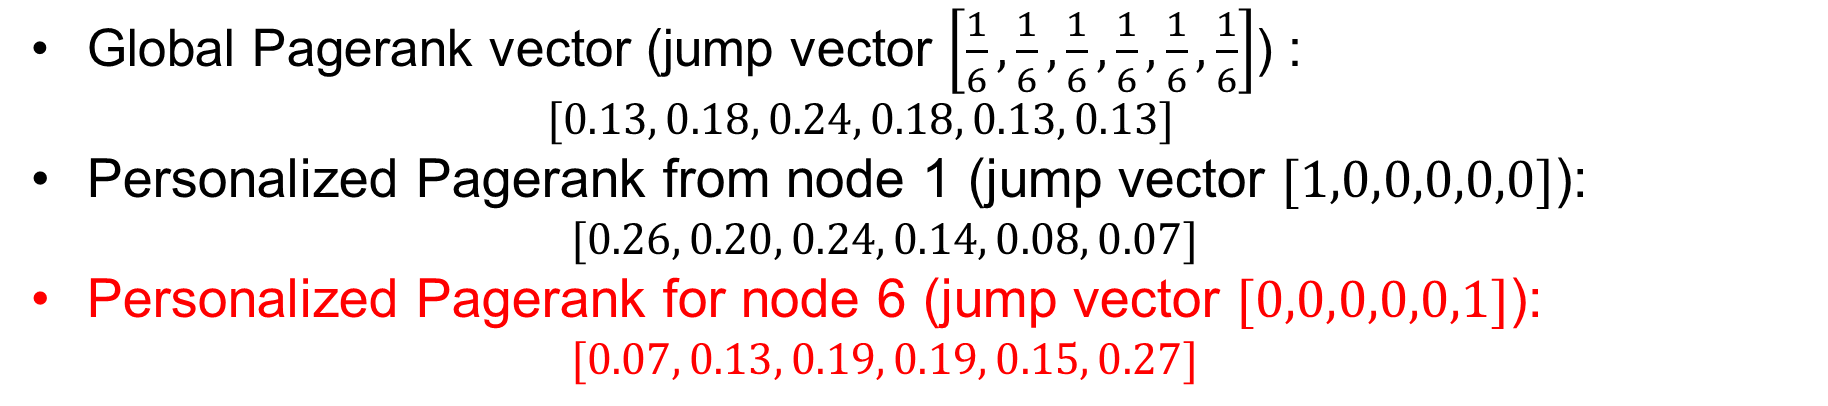 • Global Pagerank vector (jump vector [1/6, 1/6, 1/6, 1/6, 1/6, 1/6]) :
[0.13, 0.18, 0.24, 0.18, 0.13, 0.13]
• Personalized Pagerank from node 1 (jump vector [1,0,0,0,0,0]):
[0.26, 0.20, 0.24, 0.14, 0.08, 0.07]
• Personalized Pagerank for node 6 (jump vector [0,0,0,0,0,1]):
[0.07, 0.13, 0.19, 0.19, 0.15, 0.27]